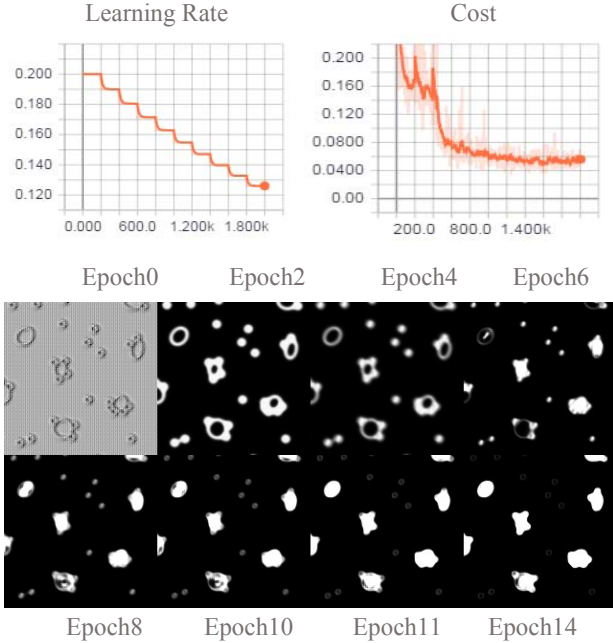 Learning Rate Cost
0.200
0.180
0.160
0.140
0.120
0.000 600.0 1.200k 1.800k
0.200
0.160
0.120
0.0800
0.0400
0.00
200.0 800.0 1.400k
Epoch0 Epoch2 Epoch4 Epoch6
Epoch8 Epoch10 Epoch11 Epoch14